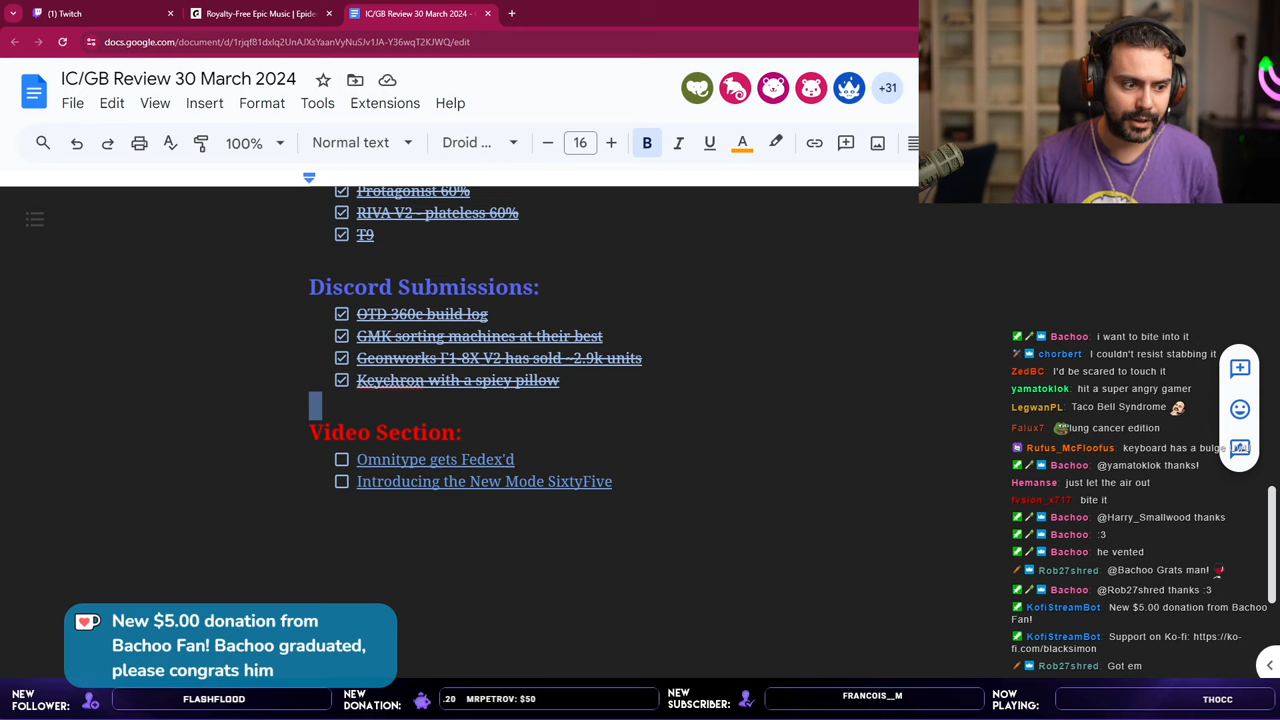 (1) Twitch
Royalty-Free Epic Music | Epide
IC/GB Review 30 March 2024 -
docs.google.com/document/d/1rjqf81dxlq2UnAJXsYaanVyNuSJv1JA-Y36wqT2KJWQ/edit
IC/GB Review 30 March 2024
+31
File Edit View Insert Format Tools Extensions Help
100% Normal text Droid ... 16 B I U A
Protagonist 60%
RIVA V2 - plateless 60%
T9
Discord Submissions:
OTD 360c build log
GMK sorting machines at their best
Geonworks F1-8X V2 has sold ~2.9k units
Keychron with a spicy pillow
Video Section:
Omnitype gets Fedex'd
Introducing the New Mode SixtyFive
Bachoo: i want to bite into it
chorbert I couldn't resist stabbing it
ZedBC: I'd be scared to touch it
yamatoklok: hit a super angry gamer
LegwanPL: Taco Bell Syndrome
Falux7 lung cancer edition
Rufus_McFloofus: keyboard has a bulge
Bachoo: @yamatoklok thanks!
Hemanse: just let the air out
bite it
Bachoo: @Harry_Smallwood thanks
Bachoo: :3
Bachoo: he vented
Rob27shred: @Bachoo Grats man!
Bachoo: @Rob27shred thanks :3
KofiStreamBot: New $5.00 donation from Bachoo
Fan!
KofiStreamBot: Support on Ko-fi: https://ko-
fi.com/blacksimon
Rob27shred: Got em
New $5.00 donation from
Bachoo Fan! Bachoo graduated,
please congrats him
NEW
FOLLOWER:
FLASHFLOOD
NEW
DONATION:
.20 MRPETROV: $50
NEW
SUBSCRIBER:
FRANCOIS__M
NOW
PLAYING:
THOCC